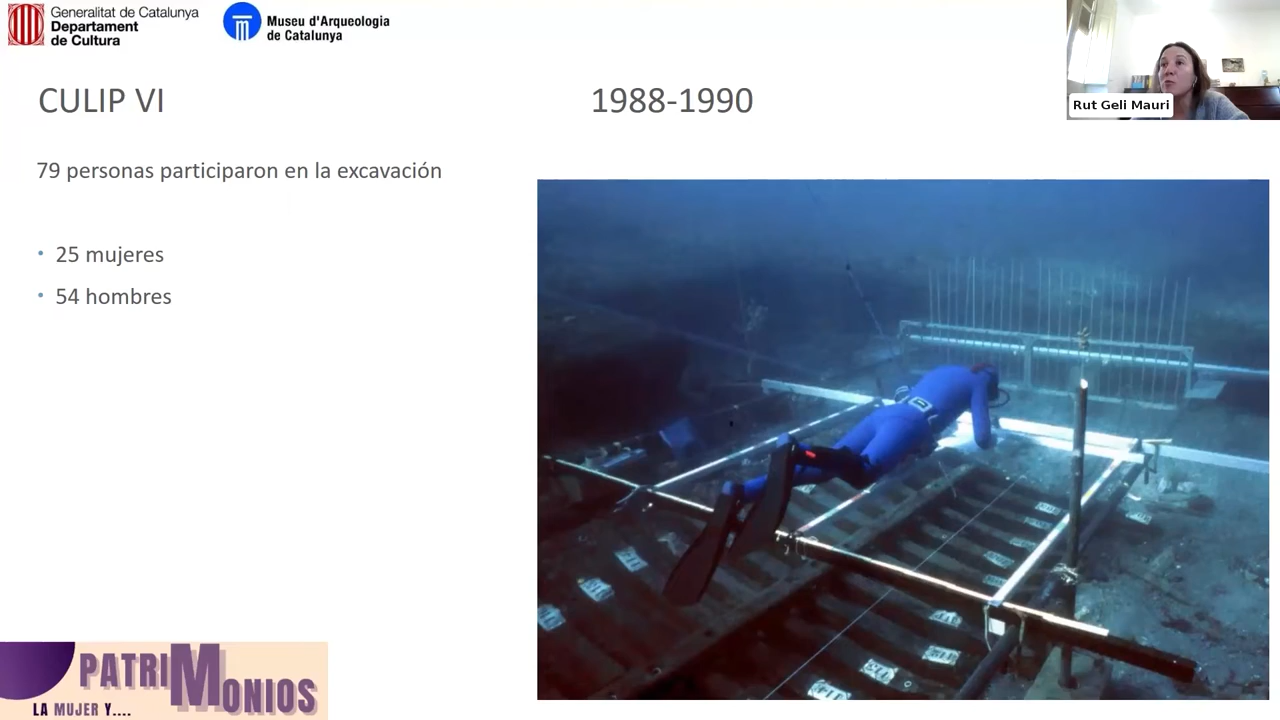 Generalitat de Catalunya
Departament
de Cultura
Museu d'Arqueologia
de Catalunya
Rut Geli Mauri
CULIP VI
1988-1990
79 personas participaron en la excavación
• 25 mujeres
• 54 hombres
PATRIMONIOS
LA MUJER Y....